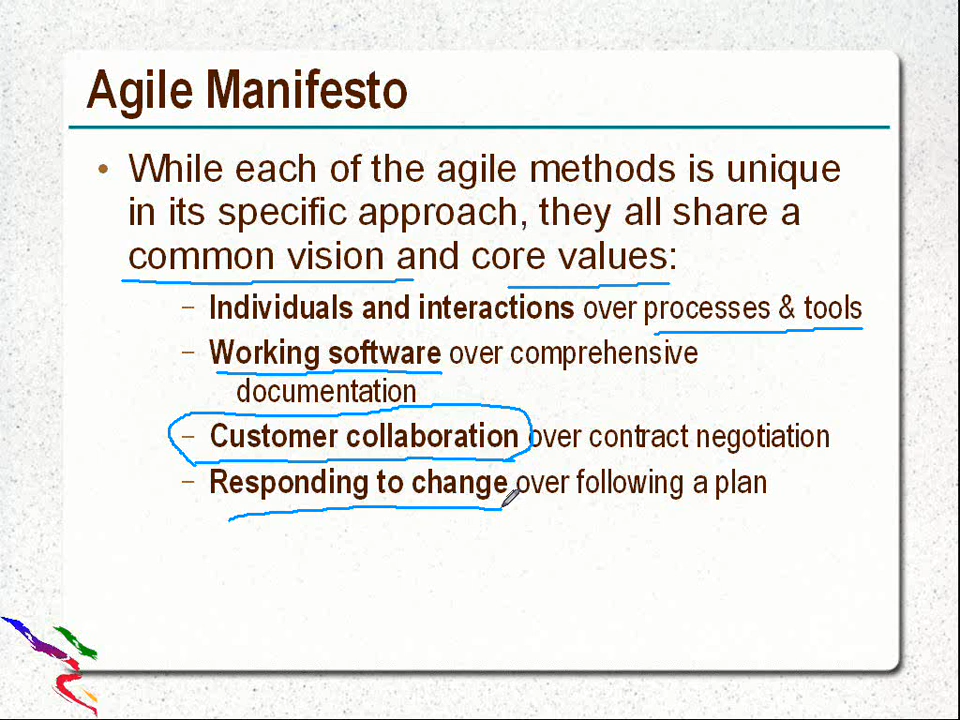 Agile Manifesto
• While each of the agile methods is unique
in its specific approach, they all share a
common vision and core values:
– Individuals and interactions over processes & tools
– Working software over comprehensive
documentation
– Customer collaboration over contract negotiation
– Responding to change over following a plan